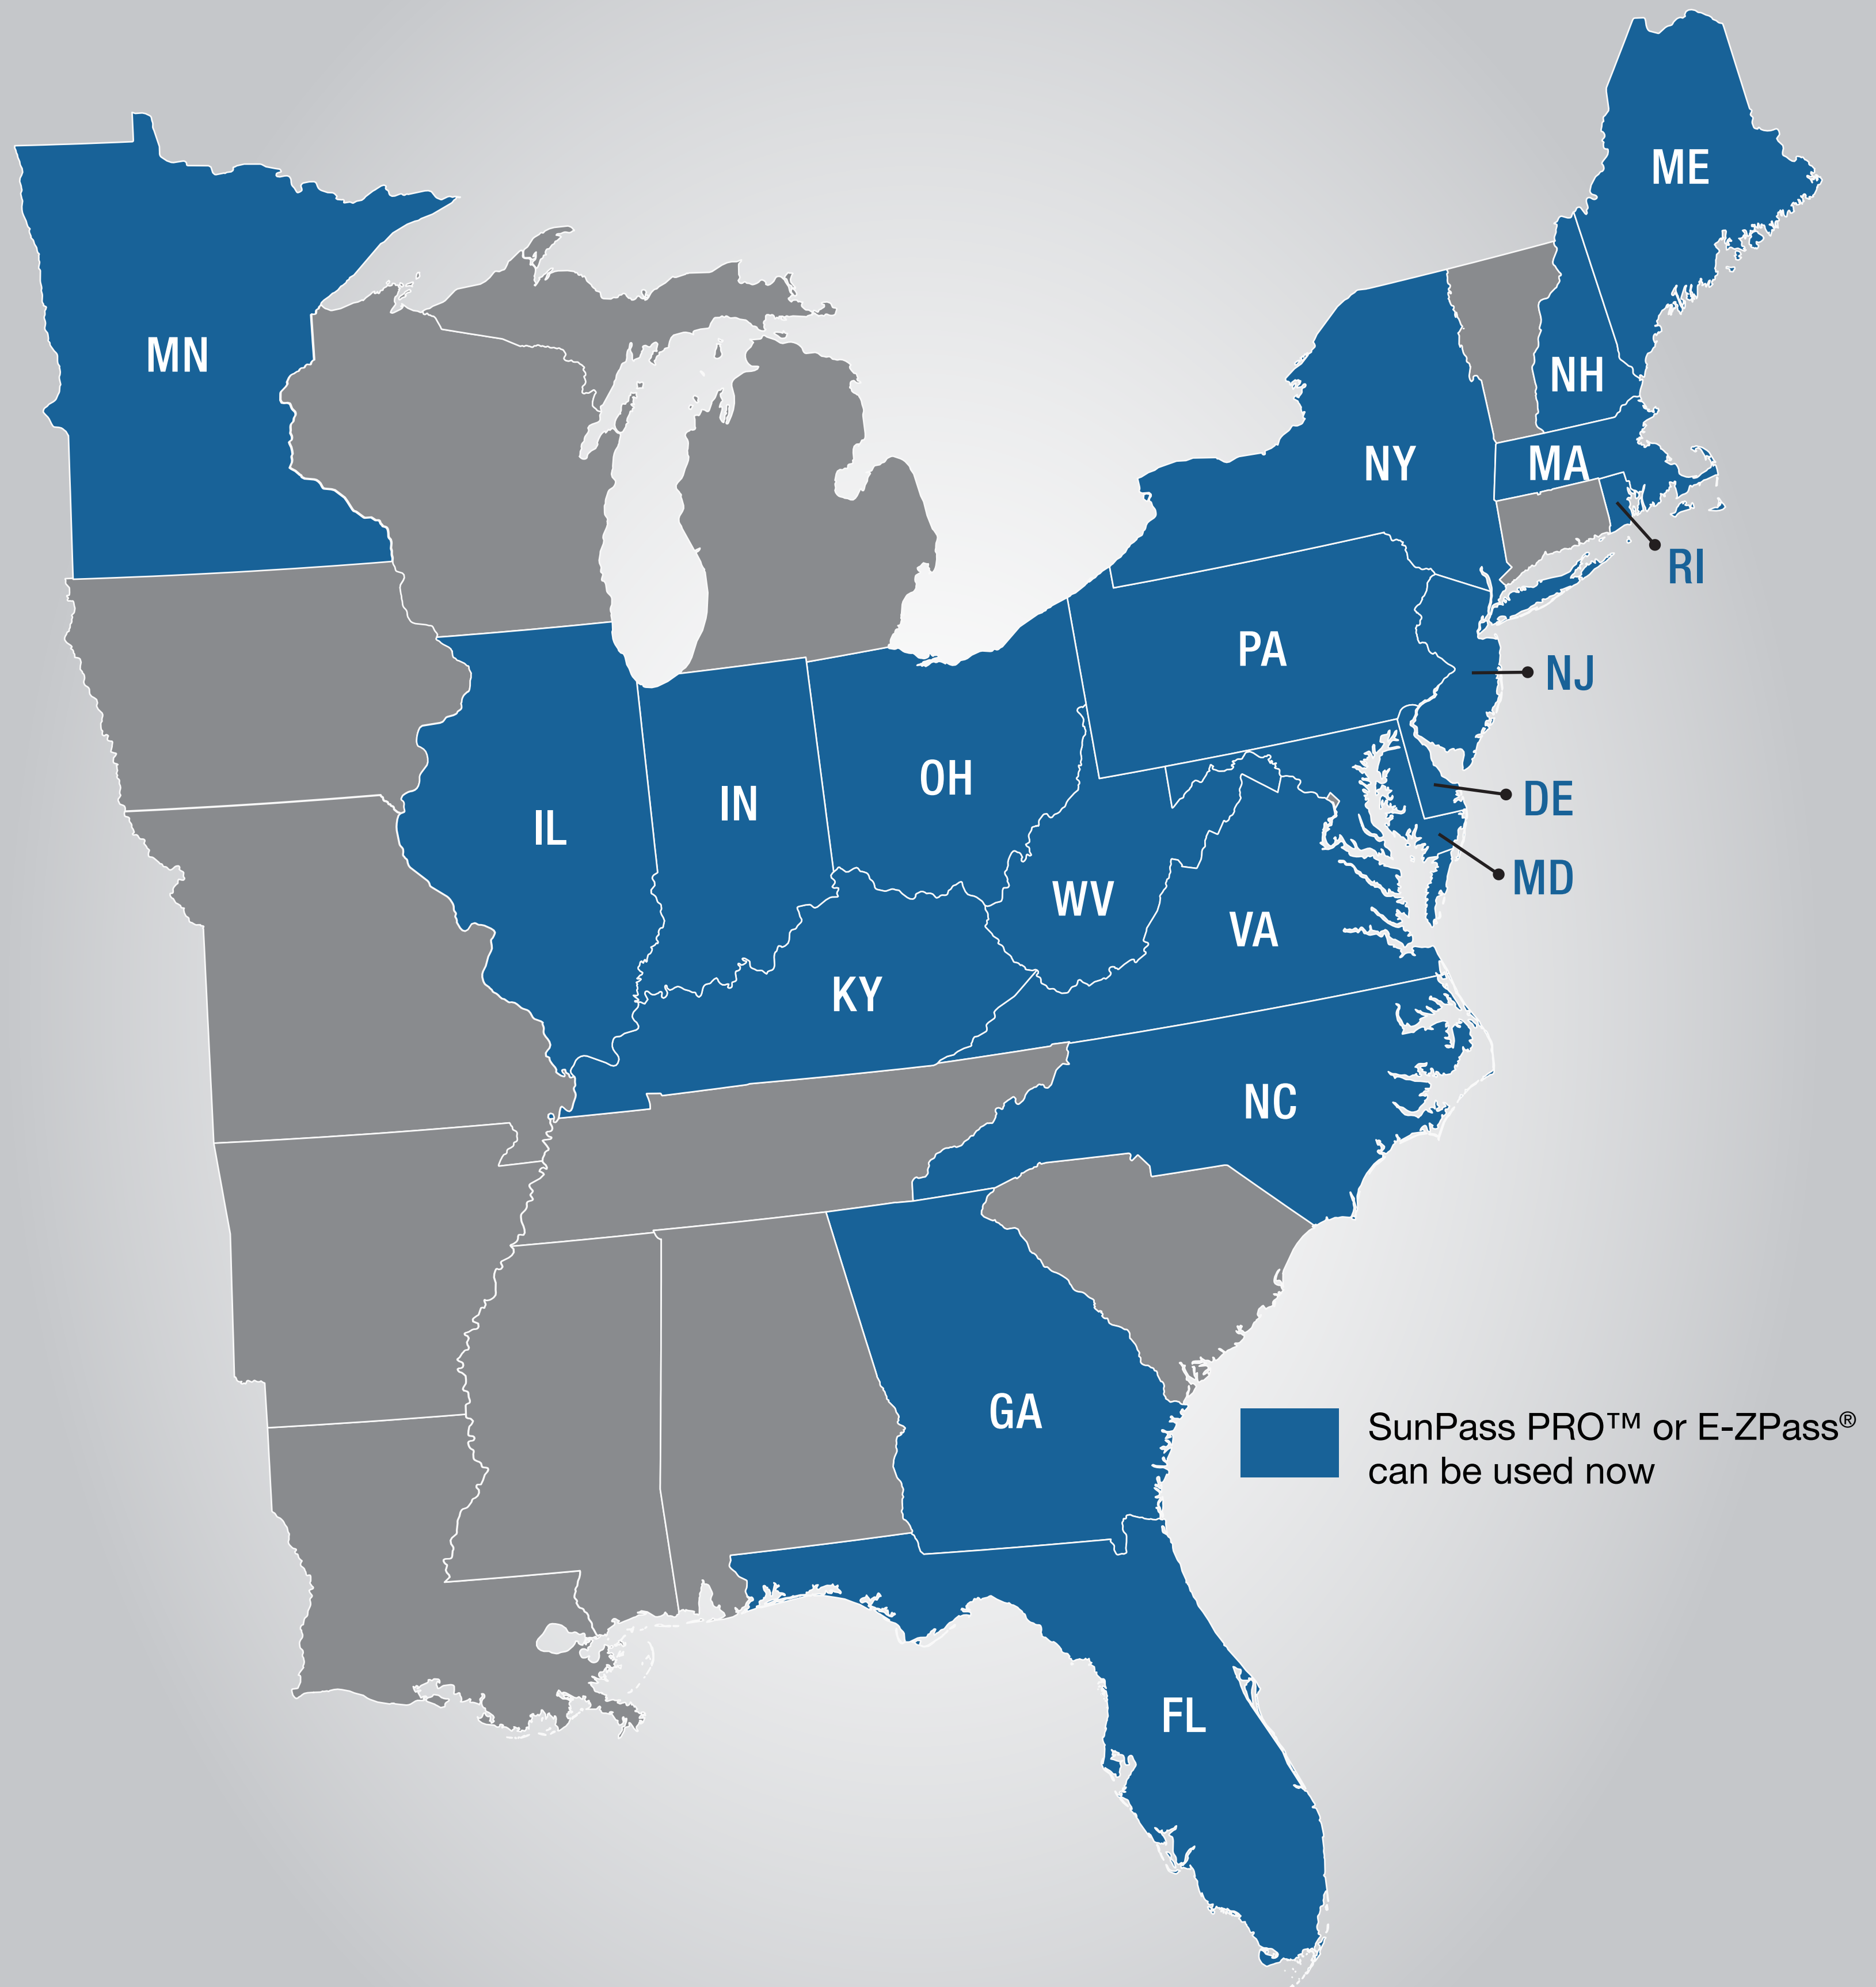 ME
MN
NH
NY
MA
RI
PA
NJ
OH
DE
IN
IL
MD
WV
VA
KY
NC
GA
SunPass PRO™ or E-ZPass®
can be used now
FL